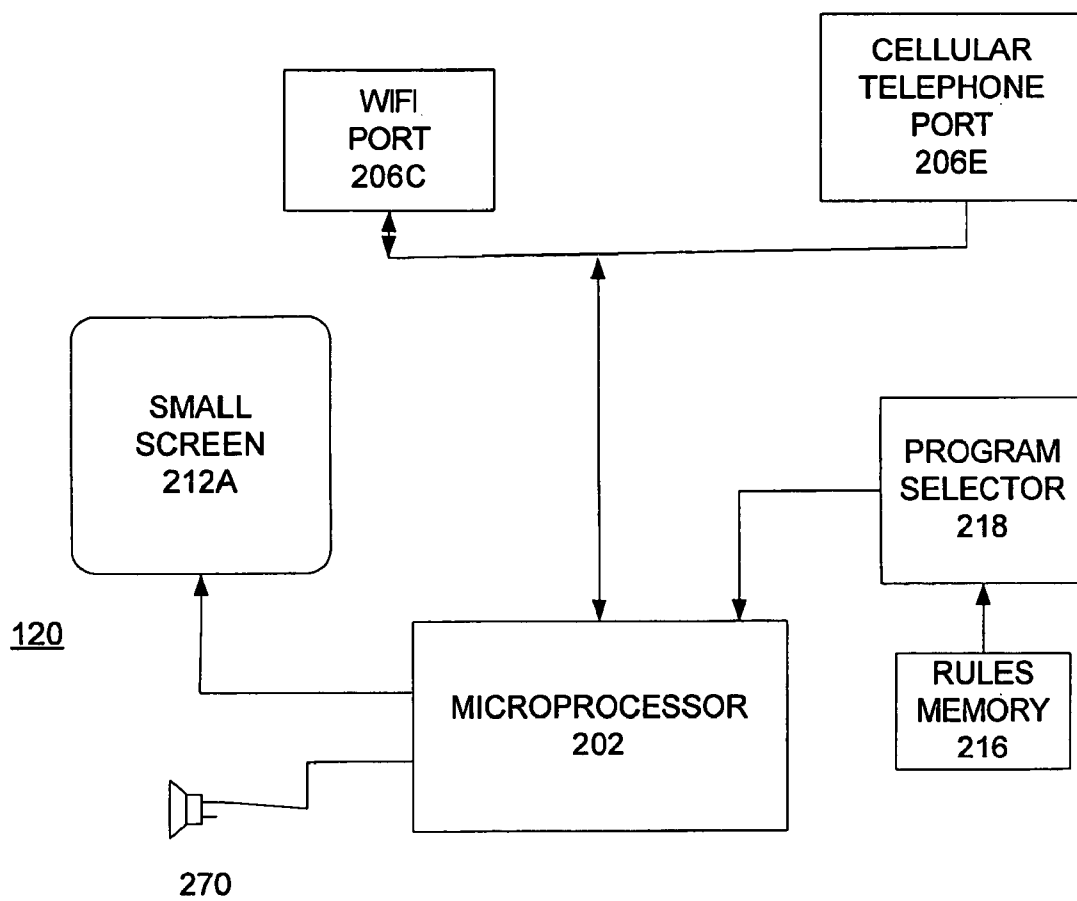 CELLULAR
TELEPHONE
PORT
206E
WIFI
PORT
206C
SMALL
SCREEN
212A
PROGRAM
SELECTOR
218
120
MICROPROCESSOR
202
RULES
MEMORY
216
270